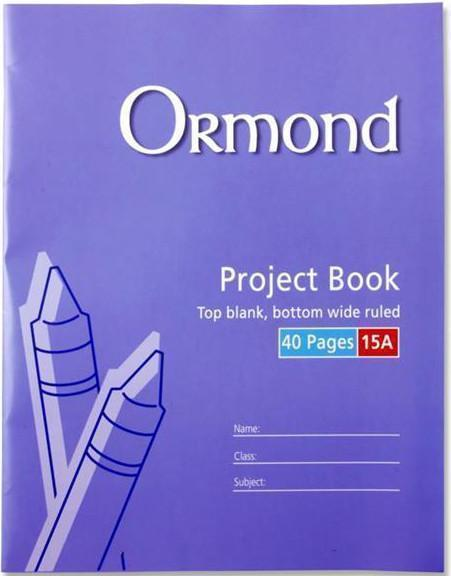 Ormond
Project Book
Top blank, bottom wide ruled
40 Pages 15A
Name:
Class:
Subject: